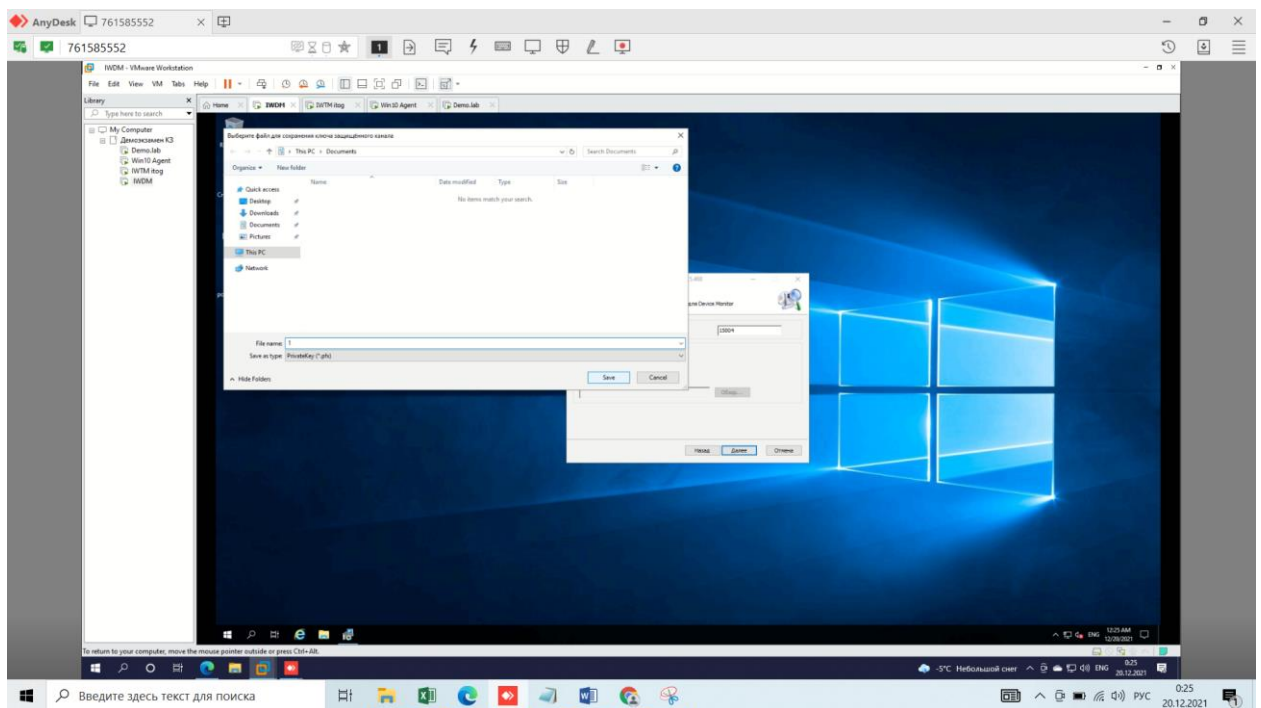 AnyDesk 761585552
761585552
1
IWDM - VMware Workstation
File Edit View VM Tabs Help
Library
Home IWDM IWTM itog Win10 Agent Demo.lab
Type here to search
My Computer
Демоэкзамен КЗ
Demo.lab
Win10 Agent
IWTM itog
IWDM
Выберите файл для сохранения ключа защищённого канала
This PC › Documents
Search Documents
Organize New folder
Name Date modified Type Size
No items match your search.
Quick access
Desktop
Downloads
Documents
Pictures
This PC
Network
File name: 1
Save as type: PrivateKey (*.phi)
Hide Folders
Save Cancel
для Device Monitor
Обзор...
Назад Далее Отмена
ENG
12:25 AM
12/20/2021
To return to your computer, move the mouse pointer outside or press Ctrl+Alt.
-5°C Небольшой снег
ENG
0:25
20.12.2021
Введите здесь текст для поиска
РУС
0:25
20.12.2021
1